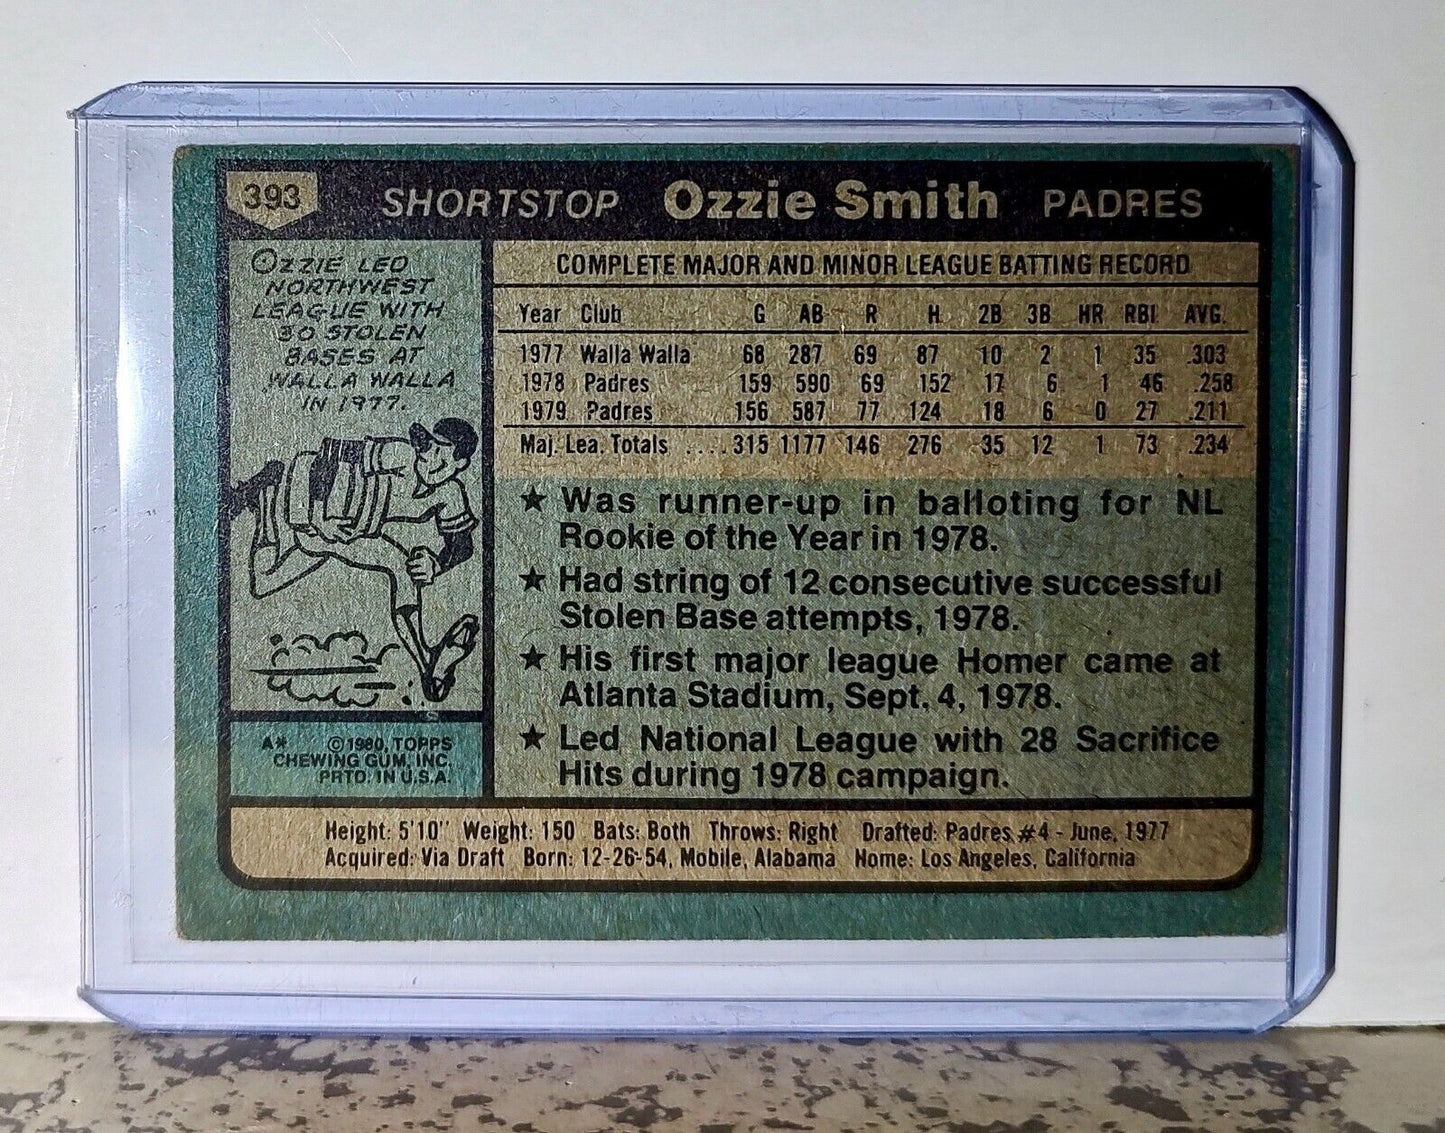 393 SHORTSTOP Ozzie Smith PADRES
OZZIE LED
NORTHWEST
LEAGUE WITH
30 STOLEN
BASES AT
WALLA WALLA
IN 1977.
A* ©1980, TOPPS
CHEWING GUM, INC.
PRTD. IN U.S.A.
COMPLETE MAJOR AND MINOR LEAGUE BATTING RECORD
Year Club G AB R H 2B 3B HR RBI AVG.
1977 Walla Walla 68 287 69 87 10 2 1 35 .303
1978 Padres 159 590 69 152 17 6 1 46 .258
1979 Padres 156 587 77 124 18 6 0 27 .211
Maj. Lea. Totals ....315 1177 146 276 35 12 1 73 .234
★ Was runner-up in balloting for NL
Rookie of the Year in 1978.
★ Had string of 12 consecutive successful
Stolen Base attempts, 1978.
★ His first major league Homer came at
Atlanta Stadium, Sept. 4, 1978.
★ Led National League with 28 Sacrifice
Hits during 1978 campaign.
Height: 5'10" Weight: 150 Bats: Both Throws: Right Drafted: Padres #4 - June, 1977
Acquired: Via Draft Born: 12-26-54, Mobile, Alabama Home: Los Angeles, California